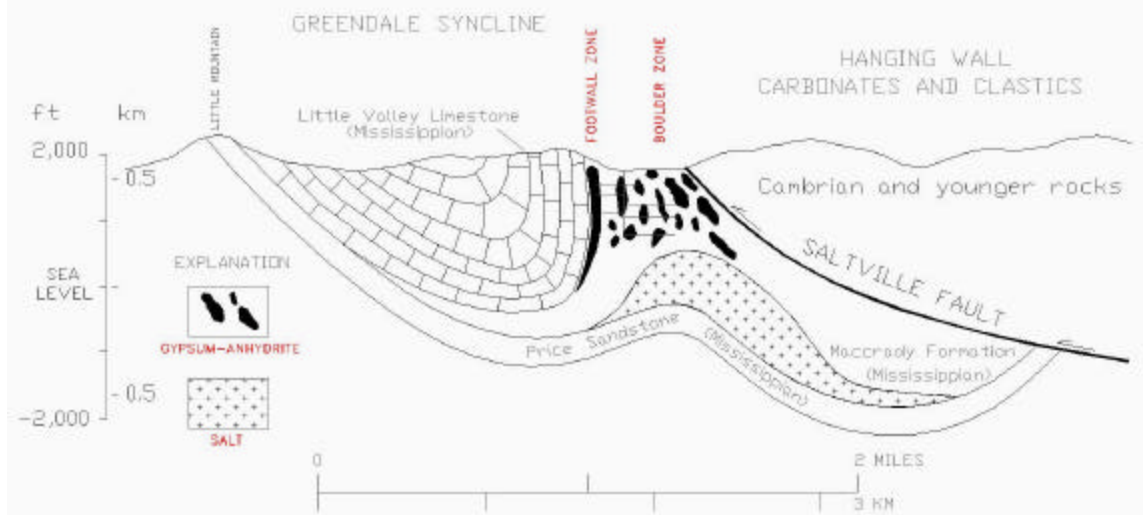 GREENDALE SYNCLINE
LITTLE MOUNTAIN
FOOTWALL ZONE
BOULDER ZONE
HANGING WALL
CARBONATES AND CLASTICS
ft km
Little Valley Limestone
(Mississippian)
2,000
- 0.5
Cambrian and younger rocks
EXPLANATION
SEA
LEVEL
SALTVILLE FAULT
GYPSUM-ANHYDRITE
Price Sandstone (Mississippian)
Maccrady Formation
(Mississippian)
- 0.5
-2,000
SALT
0
2 MILES
3 KM